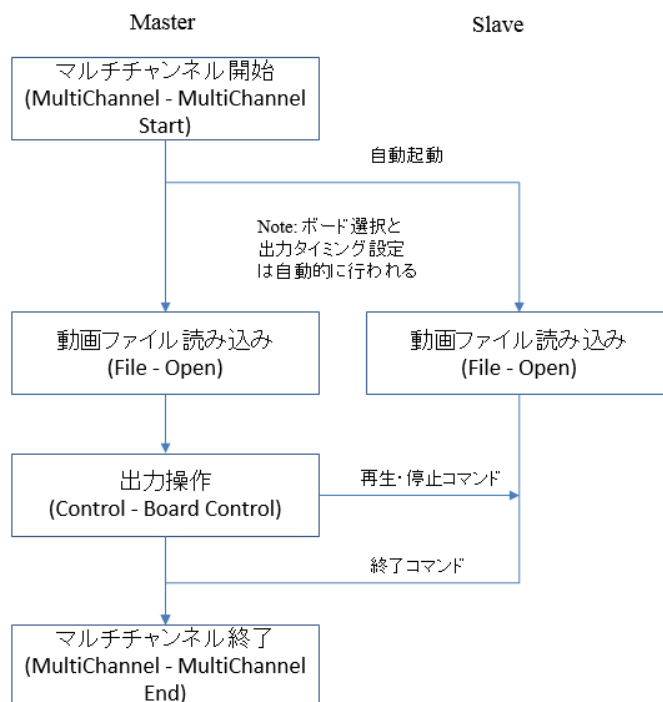 Master
Slave
マルチチャンネル開始
(MultiChannel - MultiChannel
Start)
自動起動
Note: ボード選択と
出力タイミング設定
は自動的に行われる
動画ファイル読み込み
(File - Open)
動画ファイル読み込み
(File - Open)
出力操作
(Control - Board Control)
再生・停止コマンド
終了コマンド
マルチチャンネル終了
(MultiChannel - MultiChannel
End)